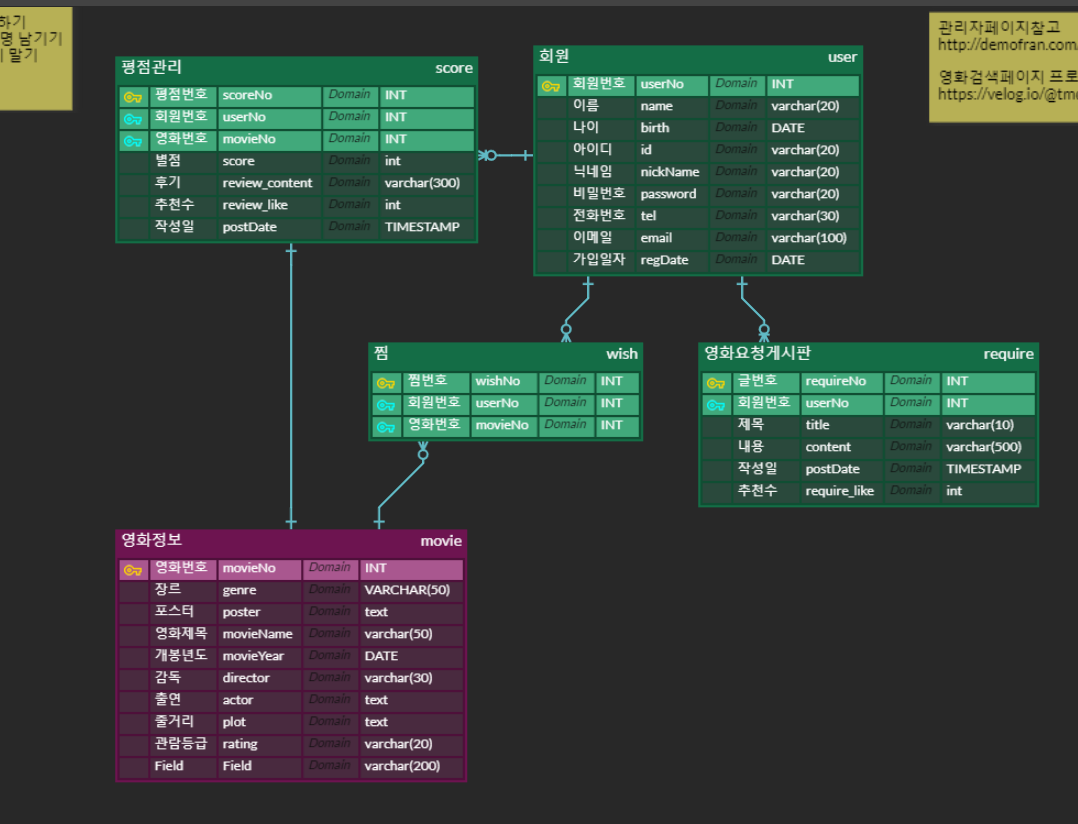 하기
명 남기기
말기
관리자페이지참고
http://demofran.com
영화검색페이지 프로
https://velog.io/@tm
평점관리 score
평점번호 scoreNo Domain INT
회원번호 userNo Domain INT
영화번호 movieNo Domain INT
별점 score Domain int
후기 review_content Domain varchar(300)
추천수 review_like Domain int
작성일 postDate Domain TIMESTAMP
회원 user
회원번호 userNo Domain INT
이름 name Domain varchar(20)
나이 birth Domain DATE
아이디 id Domain varchar(20)
닉네임 nickName Domain varchar(20)
비밀번호 password Domain varchar(20)
전화번호 tel Domain varchar(30)
이메일 email Domain varchar(100)
가입일자 regDate Domain DATE
찜 wish
찜번호 wishNo Domain INT
회원번호 userNo Domain INT
영화번호 movieNo Domain INT
영화요청게시판 require
글번호 requireNo Domain INT
회원번호 userNo Domain INT
제목 title Domain varchar(10)
내용 content Domain varchar(500)
작성일 postDate Domain TIMESTAMP
추천수 require_like Domain int
영화정보 movie
영화번호 movieNo Domain INT
장르 genre Domain VARCHAR(50)
포스터 poster Domain text
영화제목 movieName Domain varchar(50)
개봉년도 movieYear Domain DATE
감독 director Domain varchar(30)
출연 actor Domain text
줄거리 plot Domain text
관람등급 rating Domain varchar(20)
Field Field Domain varchar(200)